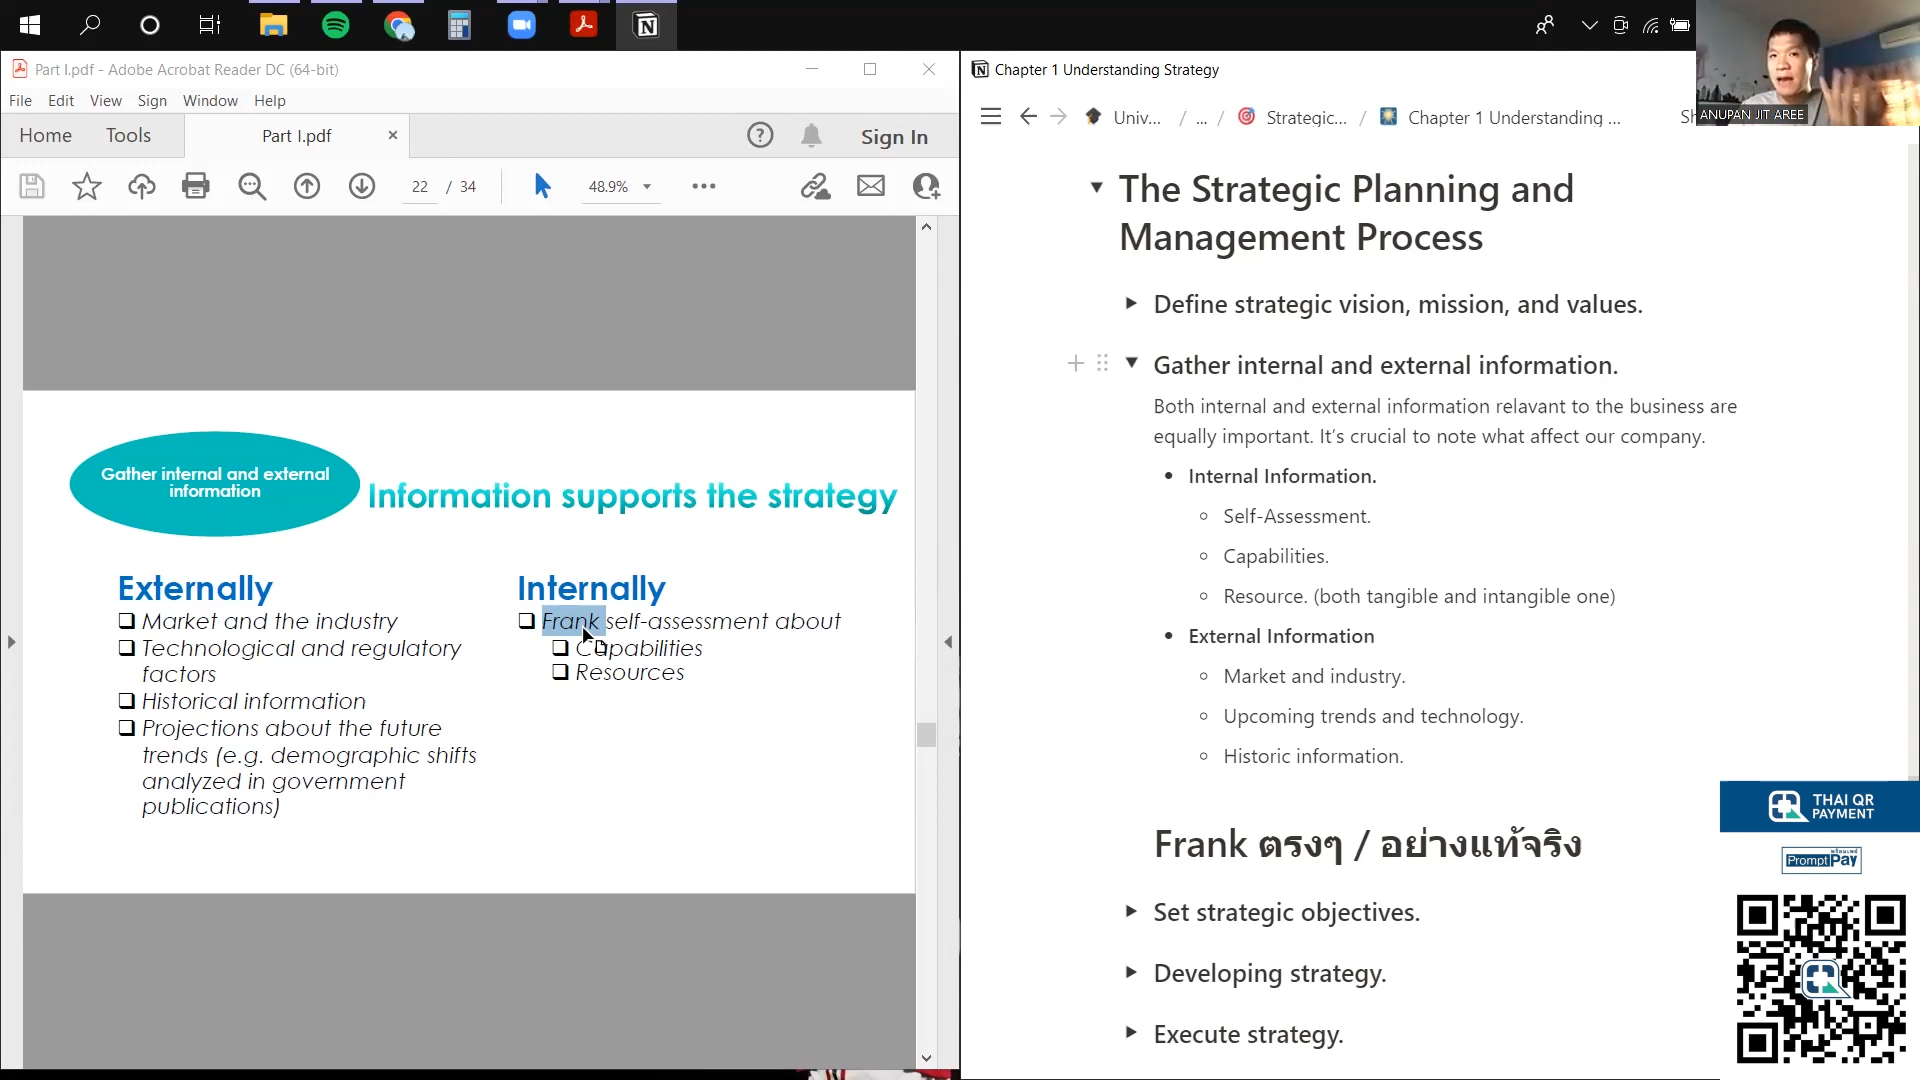 Part I.pdf - Adobe Acrobat Reader DC (64-bit)
File Edit View Sign Window Help
Home Tools Part I.pdf Sign In
22 / 34 48.9%
Gather internal and external
information
Information supports the strategy
Externally
Market and the industry
Technological and regulatory
factors
Historical information
Projections about the future
trends (e.g. demographic shifts
analyzed in government
publications)
Internally
Frank self-assessment about
Capabilities
Resources
Chapter 1 Understanding Strategy
Univ... / ... / Strategic... / Chapter 1 Understanding ...
ANUPAN JIT AREE
The Strategic Planning and
Management Process
Define strategic vision, mission, and values.
Gather internal and external information.
Both internal and external information relavant to the business are
equally important. It’s crucial to note what affect our company.
Internal Information.
Self-Assessment.
Capabilities.
Resource. (both tangible and intangible one)
External Information
Market and industry.
Upcoming trends and technology.
Historic information.
Frank ตรงๆ / อย่างแท้จริง
Set strategic objectives.
Developing strategy.
Execute strategy.
THAI QR
PAYMENT
PromptPay